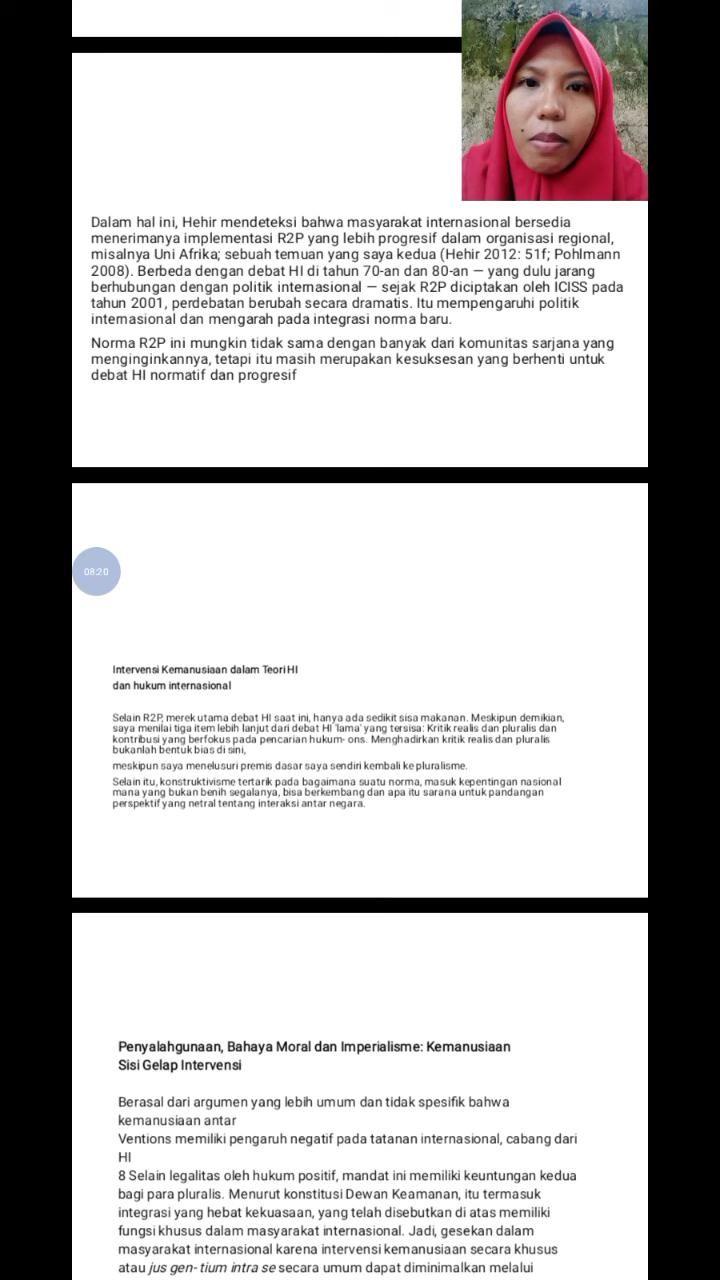 Dalam hal ini, Hehir mendeteksi bahwa masyarakat internasional bersedia
menerimanya implementasi R2P yang lebih progresif dalam organisasi regional,
misalnya Uni Afrika; sebuah temuan yang saya kedua (Hehir 2012: 51f; Pohlmann
2008). Berbeda dengan debat HI di tahun 70-an dan 80-an — yang dulu jarang
berhubungan dengan politik internasional — sejak R2P diciptakan oleh ICISS pada
tahun 2001, perdebatan berubah secara dramatis. Itu mempengaruhi politik
internasional dan mengarah pada integrasi norma baru.
Norma R2P ini mungkin tidak sama dengan banyak dari komunitas sarjana yang
menginginkannya, tetapi itu masih merupakan kesuksesan yang berhenti untuk
debat HI normatif dan progresif
08:20
Intervensi Kemanusiaan dalam Teori HI
dan hukum internasional
Selain R2P, merek utama debat HI saat ini, hanya ada sedikit sisa makanan. Meskipun demikian,
saya menilai tiga item lebih lanjut dari debat HI 'lama' yang tersisa: Kritik realis dan pluralis dan
kontribusi yang berfokus pada pencarian hukum- ons. Menghadirkan kritik realis dan pluralis
bukanlah bentuk bias di sini,
meskipun saya menelusuri premis dasar saya sendiri kembali ke pluralisme.
Selain itu, konstruktivisme tertarik pada bagaimana suatu norma, masuk kepentingan nasional
mana yang bukan benih segalanya, bisa berkembang dan apa itu sarana untuk pandangan
perspektif yang netral tentang interaksi antar negara.
Penyalahgunaan, Bahaya Moral dan Imperialisme: Kemanusiaan
Sisi Gelap Intervensi
Berasal dari argumen yang lebih umum dan tidak spesifik bahwa
kemanusiaan antar
Ventions memiliki pengaruh negatif pada tatanan internasional, cabang dari
HI
8 Selain legalitas oleh hukum positif, mandat ini memiliki keuntungan kedua
bagi para pluralis. Menurut konstitusi Dewan Keamanan, itu termasuk
integrasi yang hebat kekuasaan, yang telah disebutkan di atas memiliki
fungsi khusus dalam masyarakat internasional. Jadi, gesekan dalam
masyarakat internasional karena intervensi kemanusiaan secara khusus
atau jus gen- tium intra se secara umum dapat diminimalkan melalui